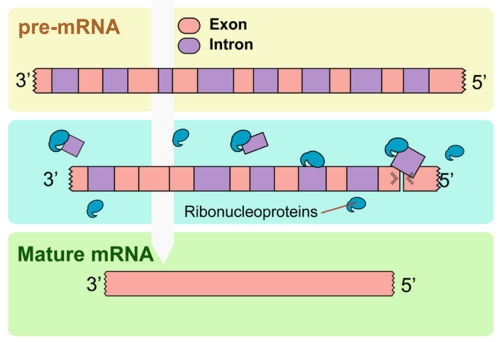 pre-mRNA
Exon
Intron
3’ 5’
3’ 5’
Ribonucleoproteins
Mature mRNA
3’ 5’